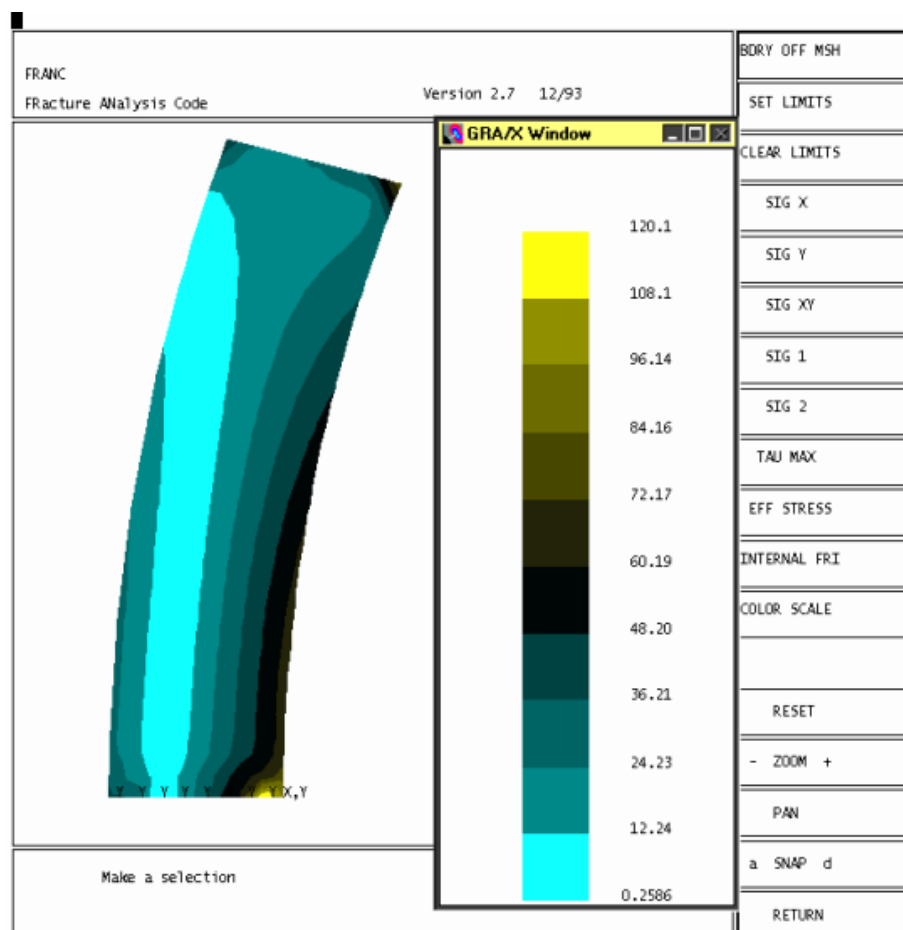 FRANC
FRacture ANalysis Code
Version 2.7 12/93
GRA/X Window
120.1
108.1
96.14
84.16
72.17
60.19
48.20
36.21
24.23
12.24
0.2586
Y Y Y Y Y Y Y X,Y
Make a selection
BDRY OFF MSH
SET LIMITS
CLEAR LIMITS
SIG X
SIG Y
SIG XY
SIG 1
SIG 2
TAU MAX
EFF STRESS
INTERNAL FRI
COLOR SCALE
RESET
- ZOOM +
PAN
a SNAP d
RETURN